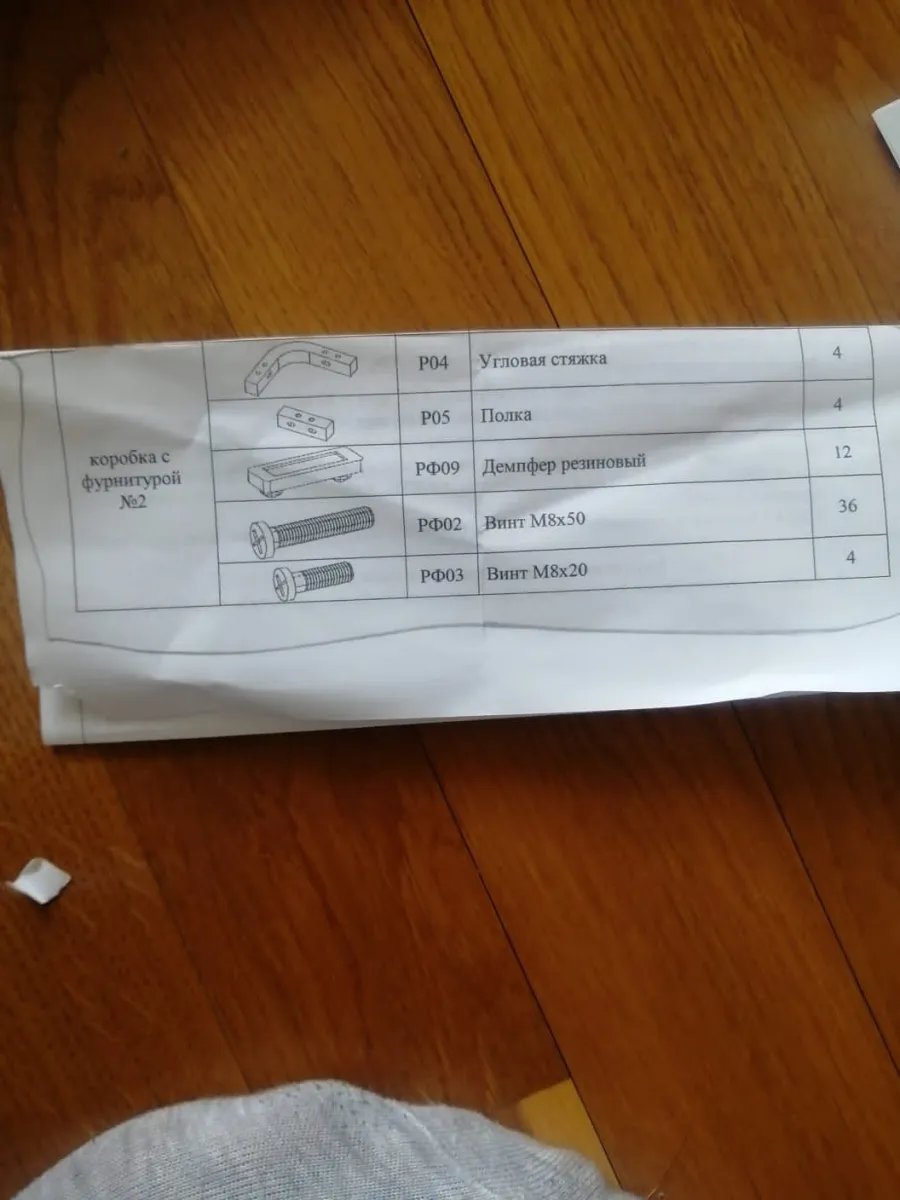 Р04 Угловая стяжка 4
Р05 Полка 4
коробка с
фурнитурой
№2
РФ09 Демпфер резиновый 12
РФ02 Винт М8х50 36
РФ03 Винт М8х20 4